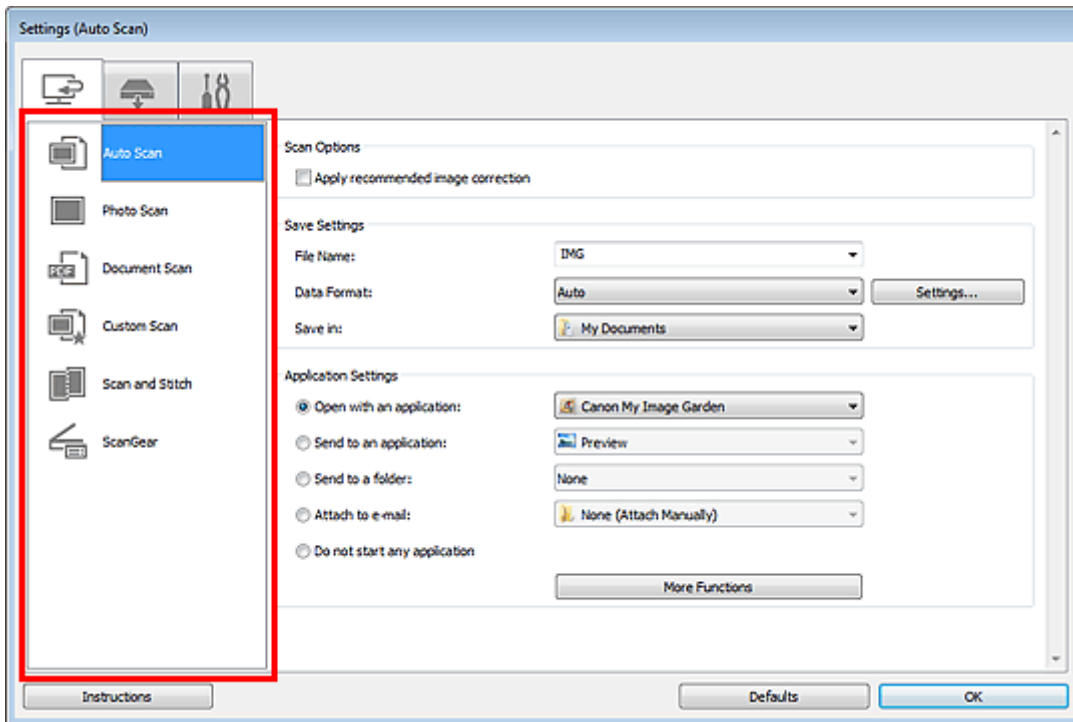 Settings (Auto Scan)
Auto Scan
Photo Scan
PDF
Document Scan
Custom Scan
Scan and Stitch
ScanGear
Scan Options
Apply recommended image correction
Save Settings
File Name: IMG
Data Format: Auto Settings...
Save in: My Documents
Application Settings
Open with an application: Canon My Image Garden
Send to an application: Preview
Send to a folder: None
Attach to e-mail: None (Attach Manually)
Do not start any application
More Functions
Instructions Defaults OK